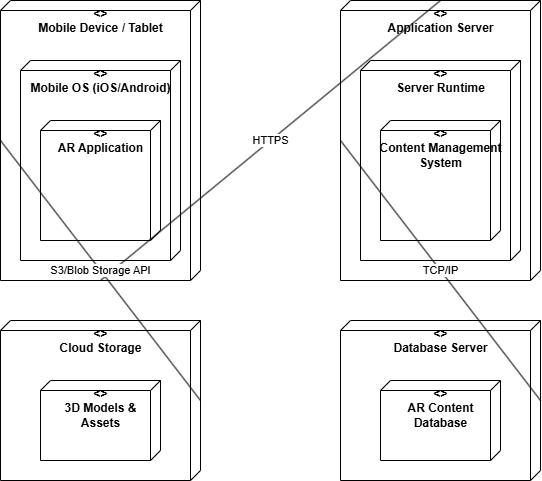 <>
Mobile Device / Tablet
<>
Mobile OS (iOS/Android)
<>
AR Application
<>
Application Server
<>
Server Runtime
<>
Content Management
System
HTTPS
S3/Blob Storage API
TCP/IP
<>
Cloud Storage
<>
3D Models &
Assets
<>
Database Server
<>
AR Content
Database